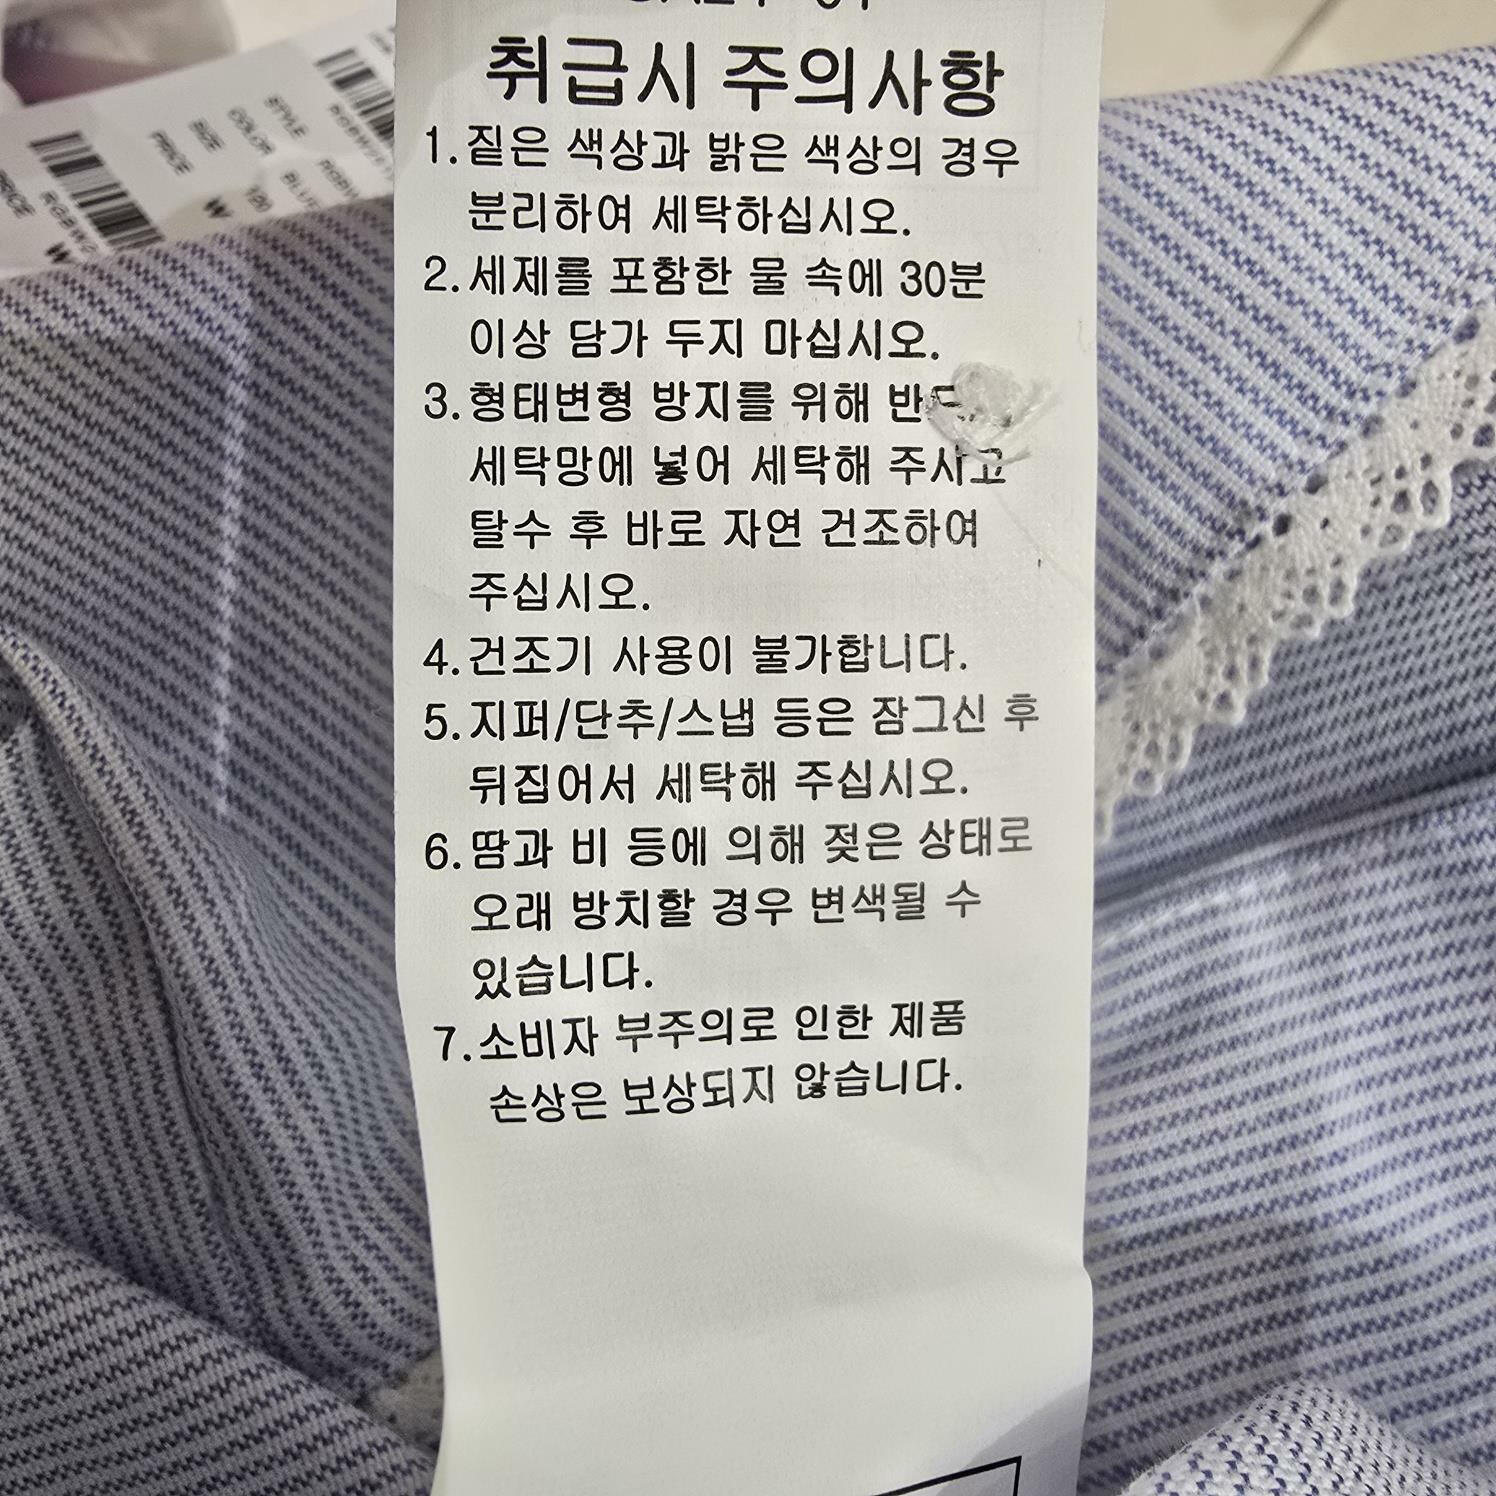 취급시 주의사항
1. 짙은 색상과 밝은 색상의 경우
분리하여 세탁하십시오.
2. 세제를 포함한 물 속에 30분
이상 담가 두지 마십시오.
3. 형태변형 방지를 위해
세탁망에 넣어 세탁해 주시고
탈수 후 바로 자연 건조하여
주십시오.
4. 건조기 사용이 불가합니다.
5. 지퍼/단추/스냅 등은 잠그신 후
뒤집어서 세탁해 주십시오.
6. 땀과 비 등에 의해 젖은 상태로
오래 방치할 경우 변색될 수
있습니다.
7. 소비자 부주의로 인한 제품
손상은 보상되지 않습니다.
STYLE
COLOR
SIZE
PRICE
PRICE